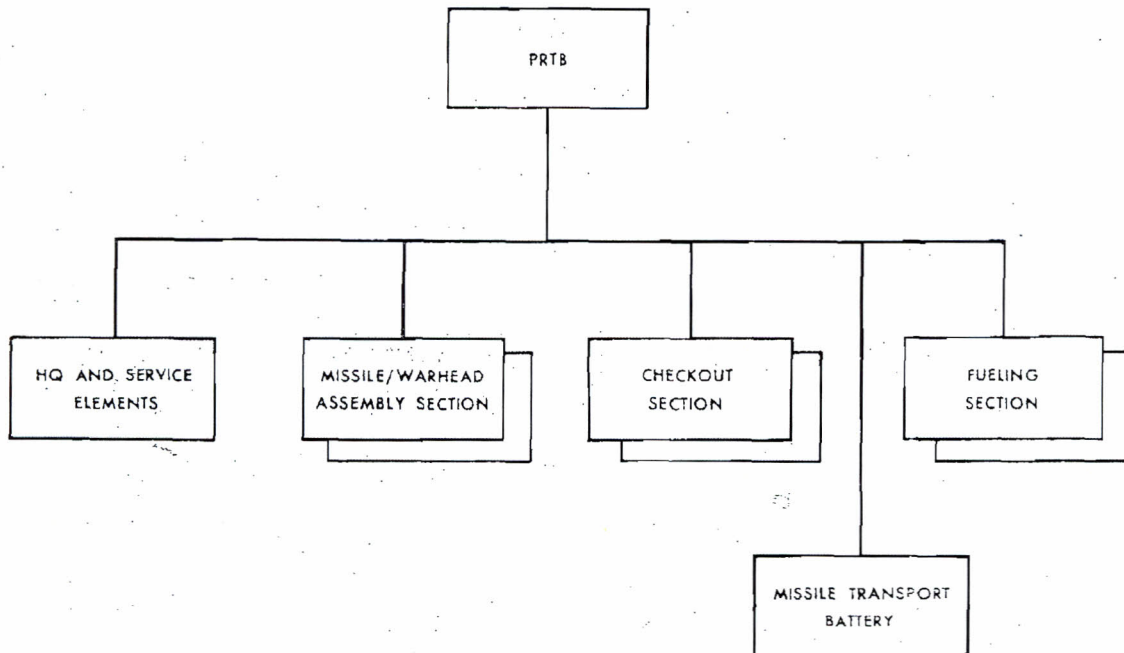 PRTB
HQ AND SERVICE
ELEMENTS
MISSILE/WARHEAD
ASSEMBLY SECTION
CHECKOUT
SECTION
FUELING
SECTION
MISSILE TRANSPORT
BATTERY